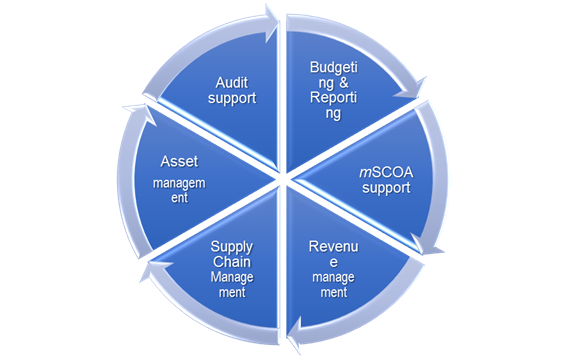 Budgeti
ng &
Reporti
ng
mSCOA
support
Revenu
e
manage
ment
Supply
Chain
Manage
ment
Asset
managem
ent
Audit
support